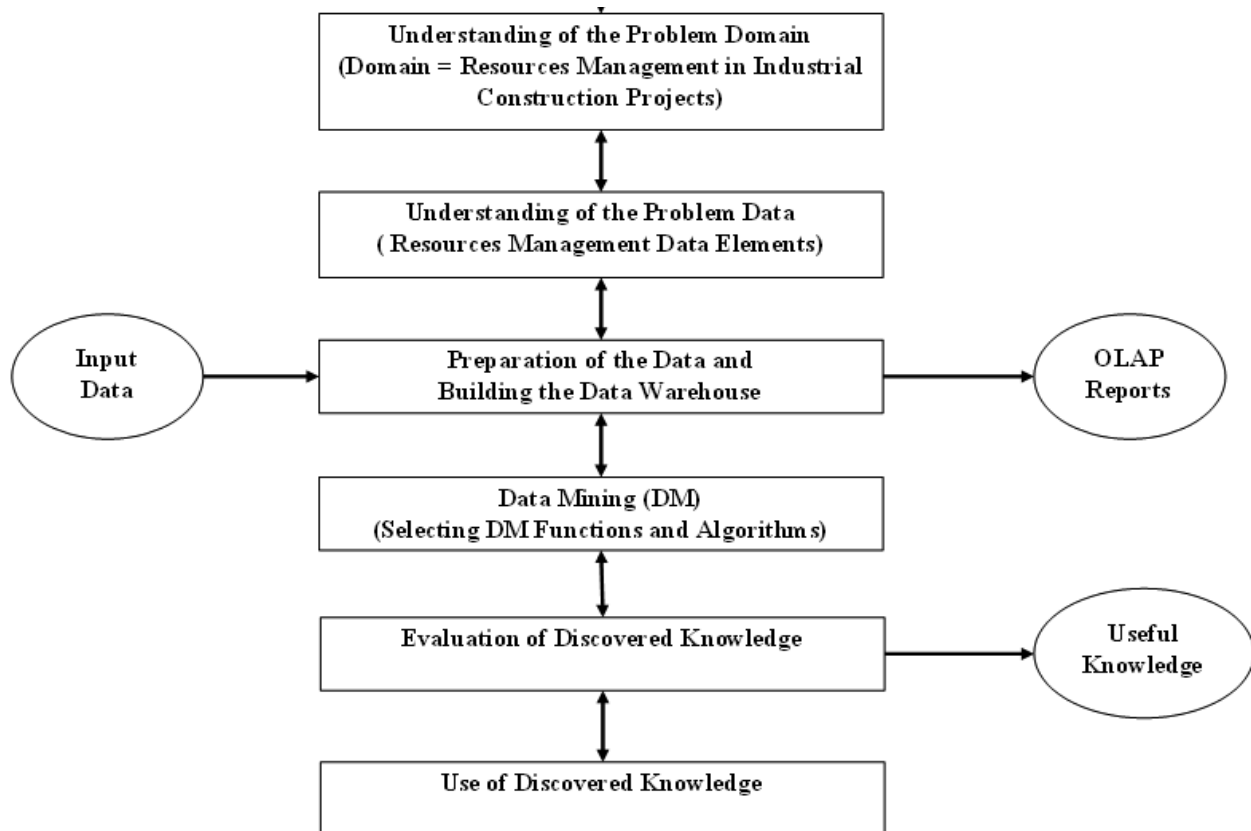 Understanding of the Problem Domain
(Domain = Resources Management in Industrial
Construction Projects)
Understanding of the Problem Data
( Resources Management Data Elements)
Input
Data
Preparation of the Data and
Building the Data Warehouse
OLAP
Reports
Data Mining (DM)
(Selecting DM Functions and Algorithms)
Evaluation of Discovered Knowledge
Useful
Knowledge
Use of Discovered Knowledge